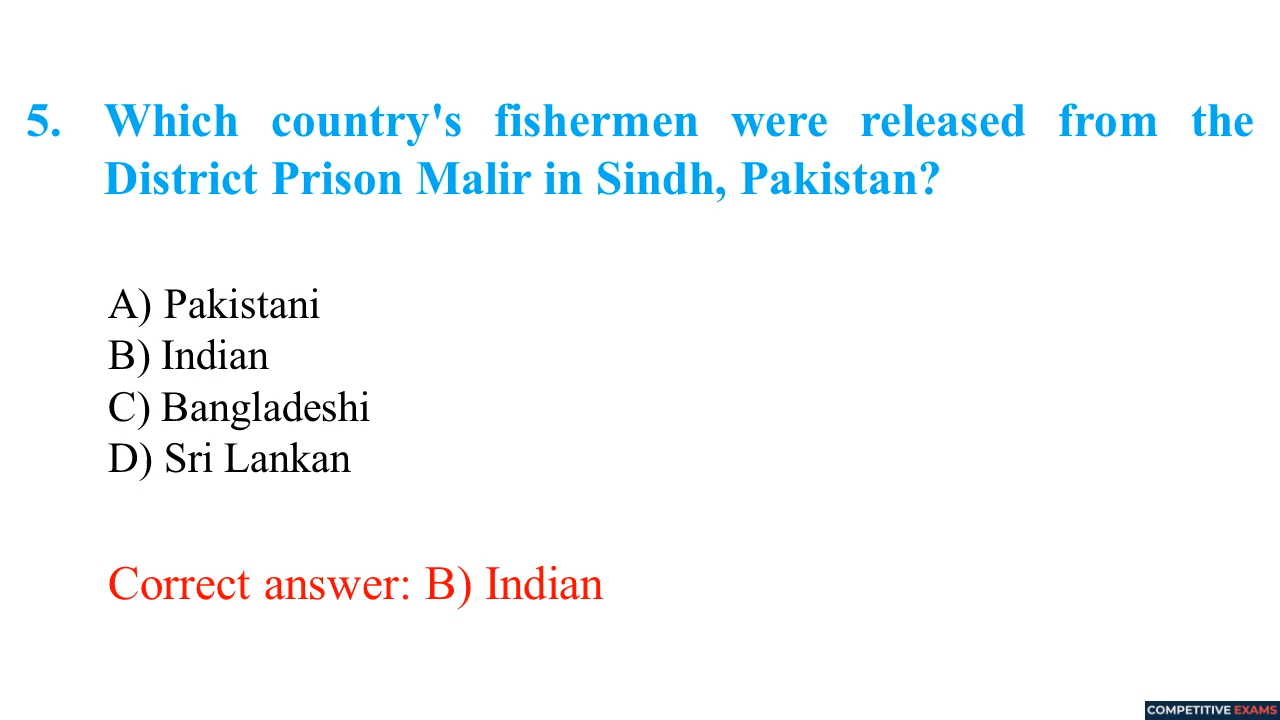 5. Which country's fishermen were released from the
District Prison Malir in Sindh, Pakistan?
A) Pakistani
B) Indian
C) Bangladeshi
D) Sri Lankan
Correct answer: B) Indian
COMPETITIVE EXAMS